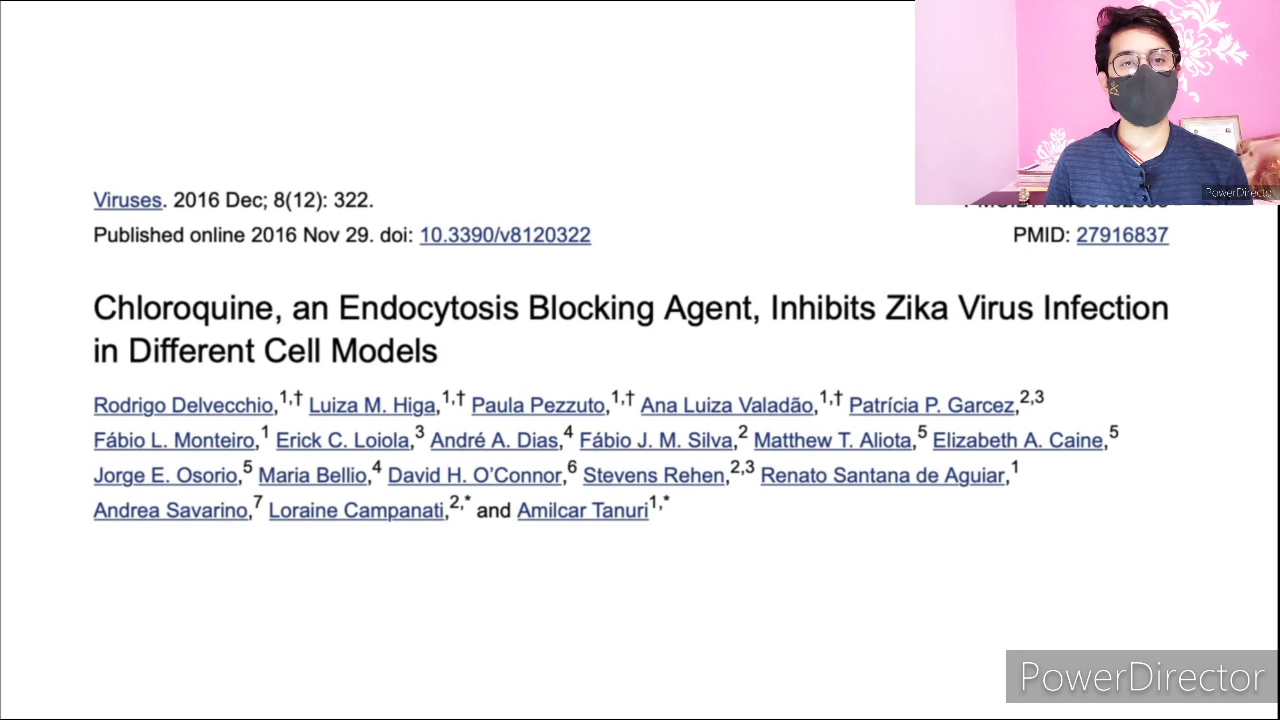 Viruses. 2016 Dec; 8(12): 322.
Published online 2016 Nov 29. doi: 10.3390/v8120322
PMID: 27916837
Chloroquine, an Endocytosis Blocking Agent, Inhibits Zika Virus Infection
in Different Cell Models
Rodrigo Delvecchio,1,† Luiza M. Higa,1,† Paula Pezzuto,1,† Ana Luiza Valadão,1,† Patrícia P. Garcez,2,3
Fábio L. Monteiro,1 Erick C. Loiola,3 André A. Dias,4 Fábio J. M. Silva,2 Matthew T. Aliota,5 Elizabeth A. Caine,5
Jorge E. Osorio,5 Maria Bellio,4 David H. O’Connor,6 Stevens Rehen,2,3 Renato Santana de Aguiar,1
Andrea Savarino,7 Loraine Campanati,2,* and Amilcar Tanuri1,*
PowerDirector
PowerDirector